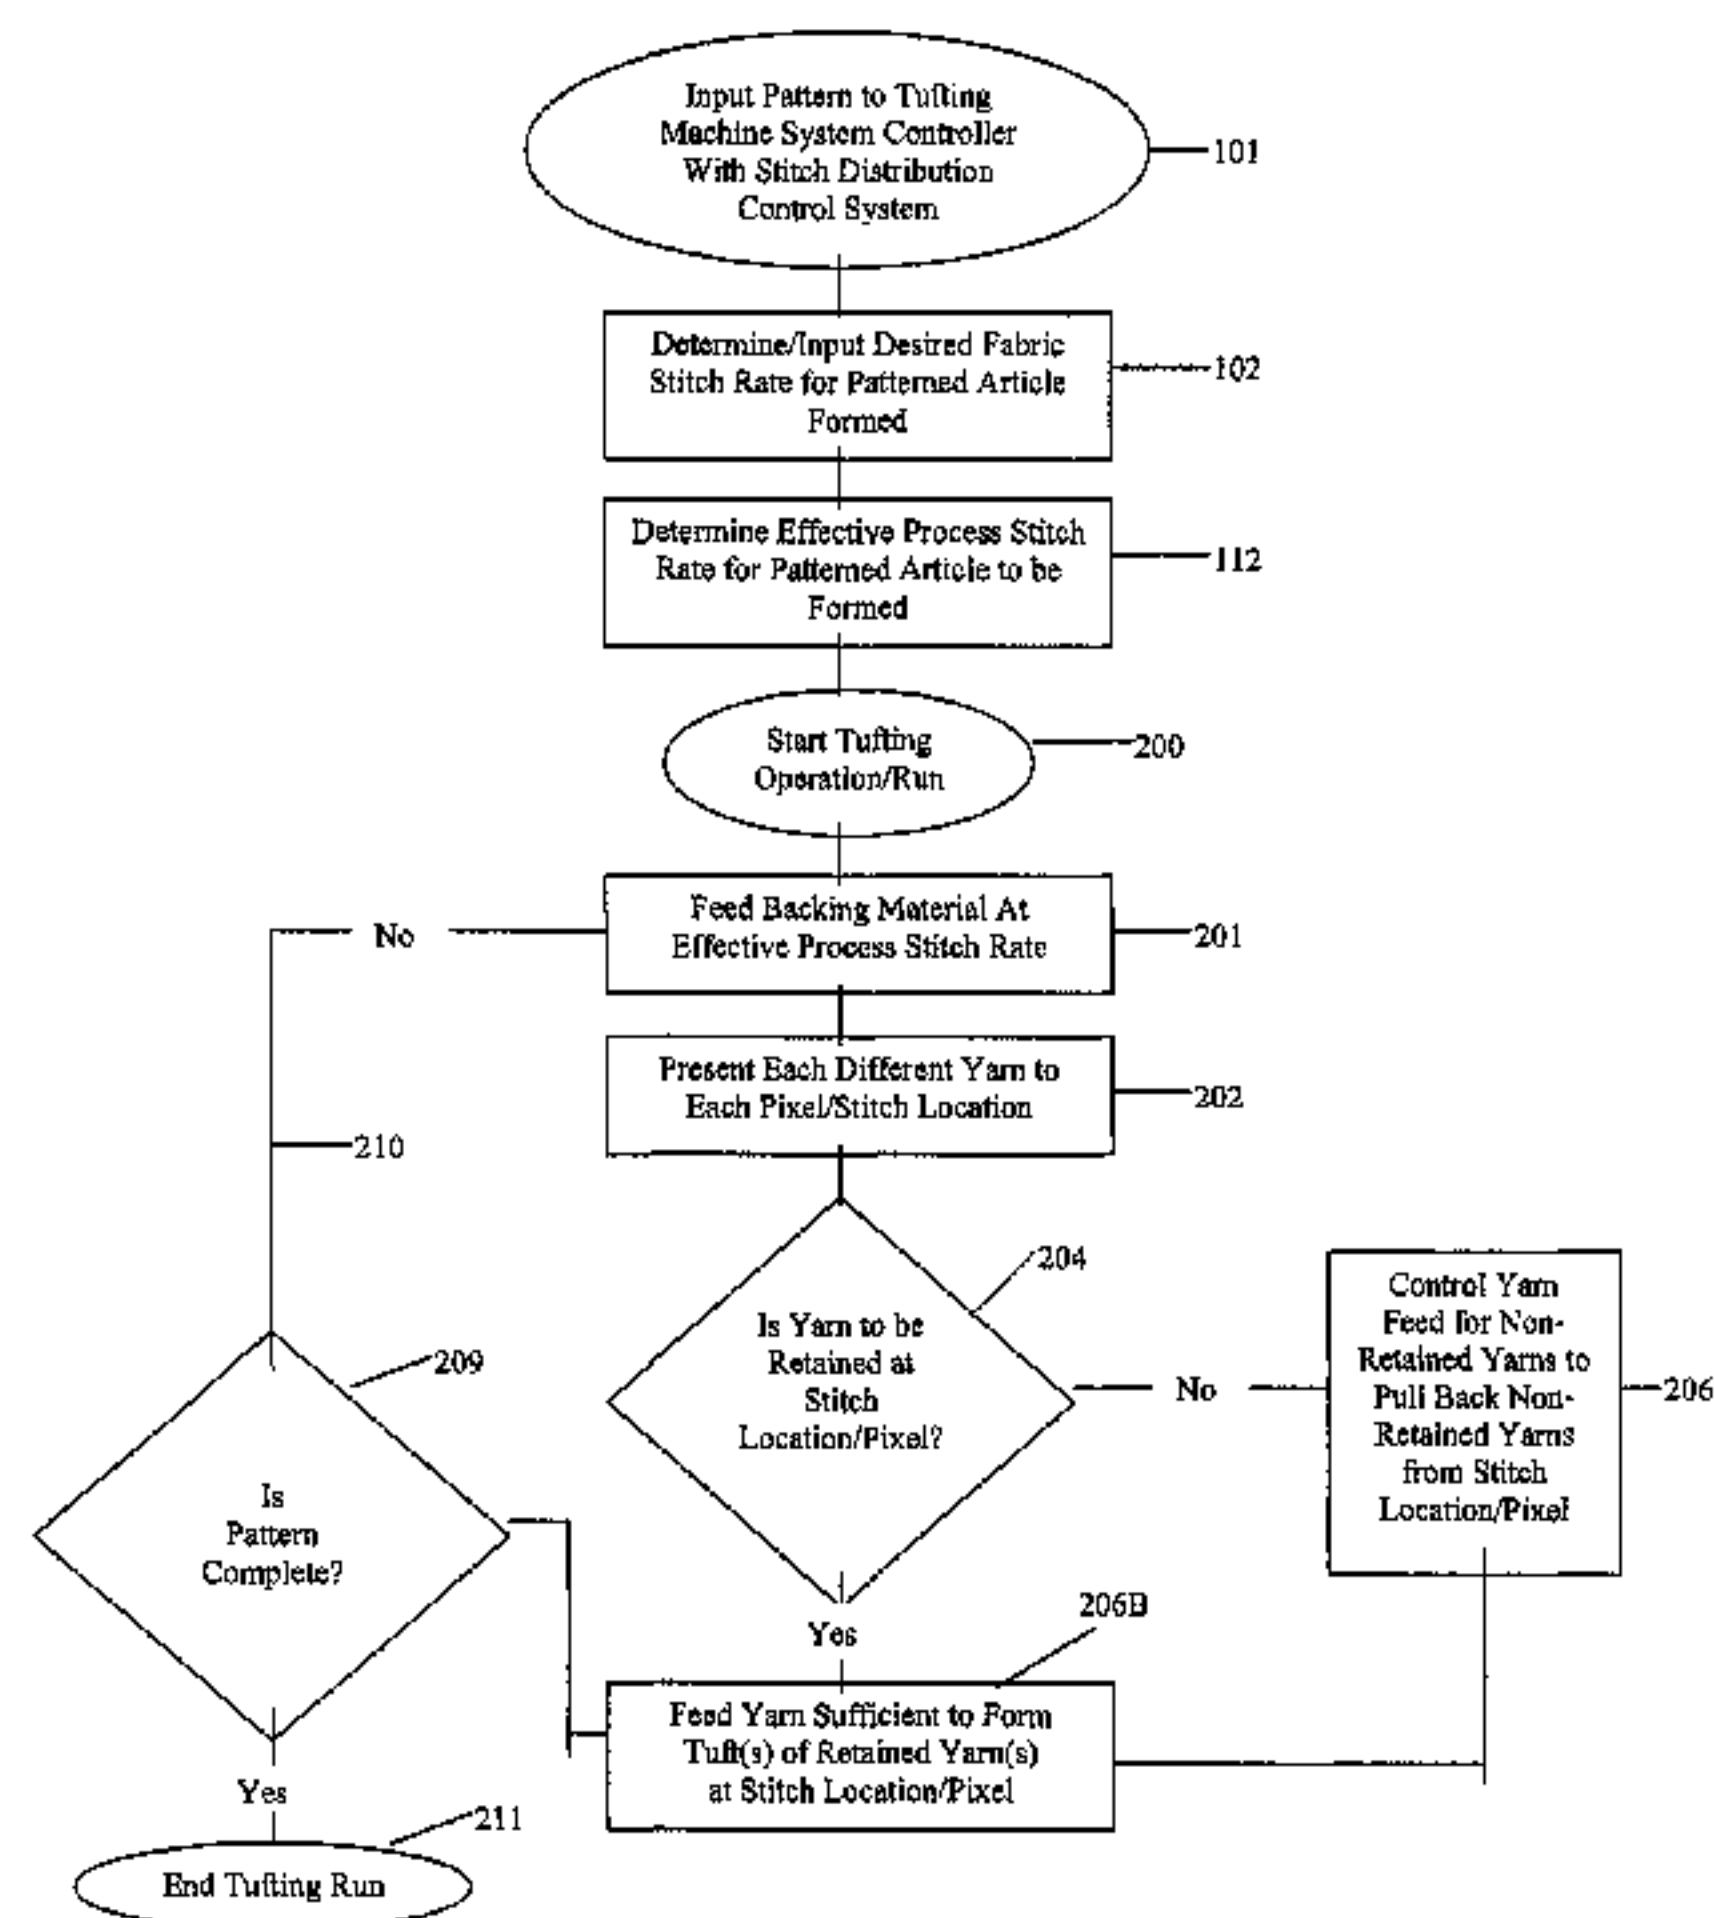 Input Pattern to Tufting
Machine System Controller
With Stitch Distribution
Control System
101
Determine/Input Desired Fabric
Stitch Rate for Patterned Article
Formed
102
Determine Effective Process Stitch
Rate for Patterned Article to be
Formed
112
Start Tufting
Operation/Run
200
Feed Backing Material At
Effective Process Stitch Rate
201
No
Present Each Different Yarn to
Each Pixel/Stitch Location
202
210
Is Yarn to be
Retained at
Stitch
Location/Pixel?
204
No
Control Yarn
Feed for Non-
Retained Yarns to
Pull Back Non-
Retained Yarns
from Stitch
Location/Pixel
206
209
Is
Pattern
Complete?
Yes
206B
Feed Yarn Sufficient to Form
Tuft(s) of Retained Yarn(s)
at Stitch Location/Pixel
Yes
211
End Tufting Run